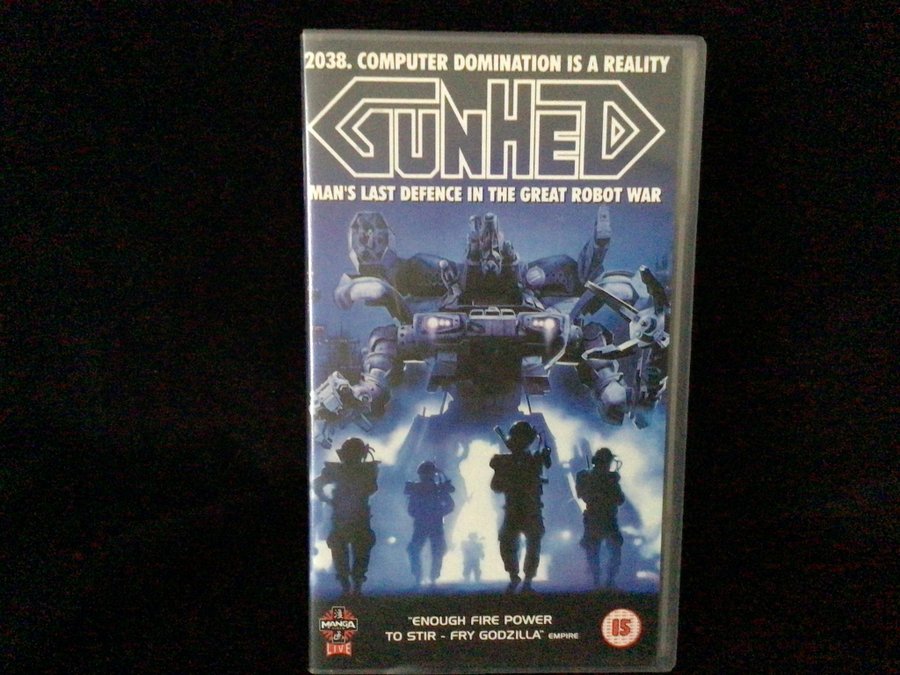 2038. COMPUTER DOMINATION IS A REALITY
GUNHED
MAN'S LAST DEFENCE IN THE GREAT ROBOT WAR
MANGA
LIVE
"ENOUGH FIRE POWER
TO STIR - FRY GODZILLA" EMPIRE
15